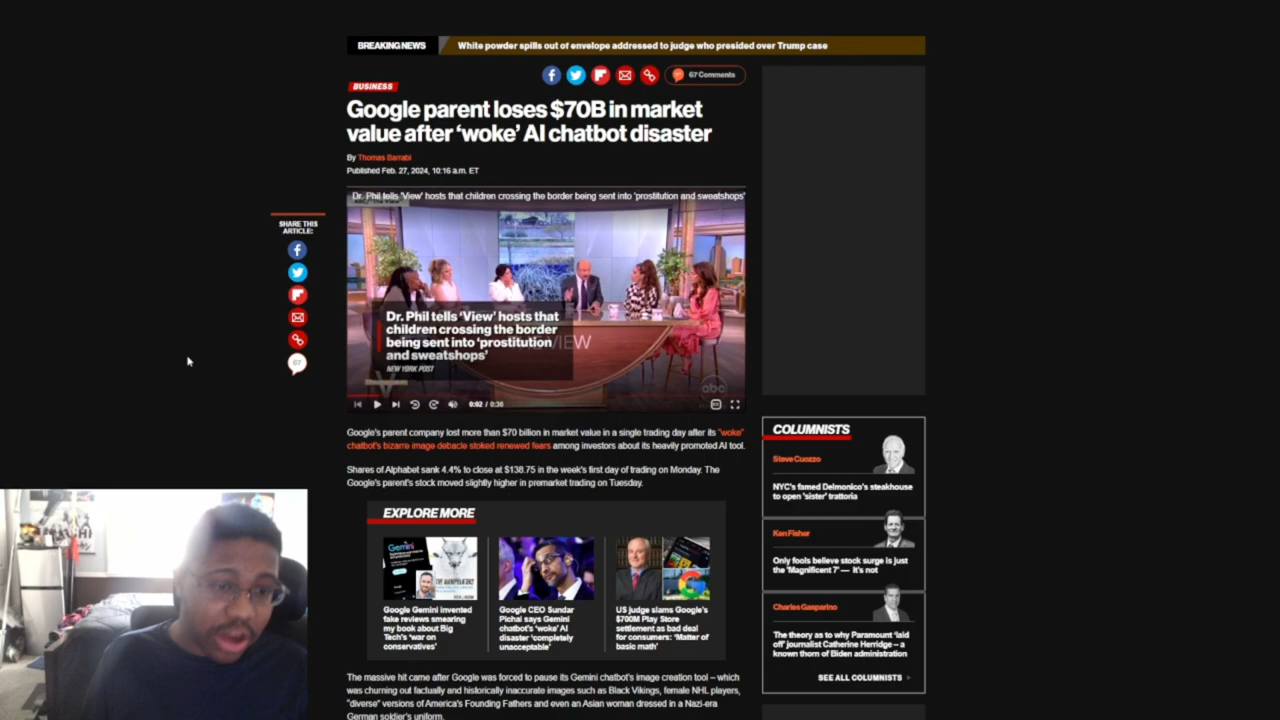 BREAKING NEWS
White powder spills out of envelope addressed to judge who presided over Trump case
67 Comments
BUSINESS
Google parent loses $70B in market
value after ‘woke’ AI chatbot disaster
By Thomas Barrabi
Published Feb. 27, 2024, 10:16 a.m. ET
SHARE THIS
ARTICLE:
67
Dr. Phil tells 'View' hosts that children crossing the border being sent into 'prostitution and sweatshops'
Dr. Phil tells ‘View’ hosts that
children crossing the border
being sent into ‘prostitution
and sweatshops’
NEW YORK POST
VIEW
abc
0:02 / 0:36
Google’s parent company lost more than $70 billion in market value in a single trading day after its “woke”
chatbot’s bizarre image debacle stoked renewed fears among investors about its heavily promoted AI tool.
Shares of Alphabet sank 4.4% to close at $138.75 in the week’s first day of trading on Monday. The
Google’s parent’s stock moved slightly higher in premarket trading on Tuesday.
EXPLORE MORE
Gemini
Google Gemini invented
fake reviews smearing
my book about Big
Tech’s ‘war on
conservatives’
Google CEO Sundar
Pichai says Gemini
chatbot’s ‘woke’ AI
disaster ‘completely
unacceptable’
US judge slams Google’s
$700M Play Store
settlement as bad deal
for consumers: ‘Matter of
basic math’
The massive hit came after Google was forced to pause its Gemini chatbot’s image creation tool – which
was churning out factually and historically inaccurate images such as Black Vikings, female NHL players,
“diverse” versions of America’s Founding Fathers and even an Asian woman dressed in a Nazi-era
German soldier’s uniform.
COLUMNISTS
Steve Cuozzo
NYC's famed Delmonico's steakhouse
to open 'sister' trattoria
Ken Fisher
Only fools believe stock surge is just
the 'Magnificent 7' — It's not
Charles Gasparino
The theory as to why Paramount 'laid
off' journalist Catherine Herridge – a
known thorn of Biden administration
SEE ALL COLUMNISTS